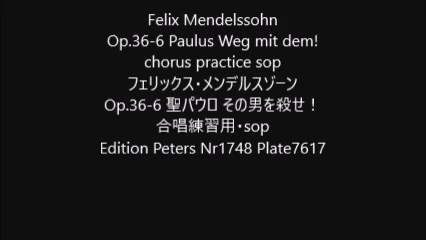 Felix Mendelssohn
Op.36-6 Paulus Weg mit dem!
chorus practice sop
フェリックス・メンデルスゾーン
Op.36-6 聖パウロ その男を殺せ！
合唱練習用・sop
Edition Peters Nr1748 Plate7617